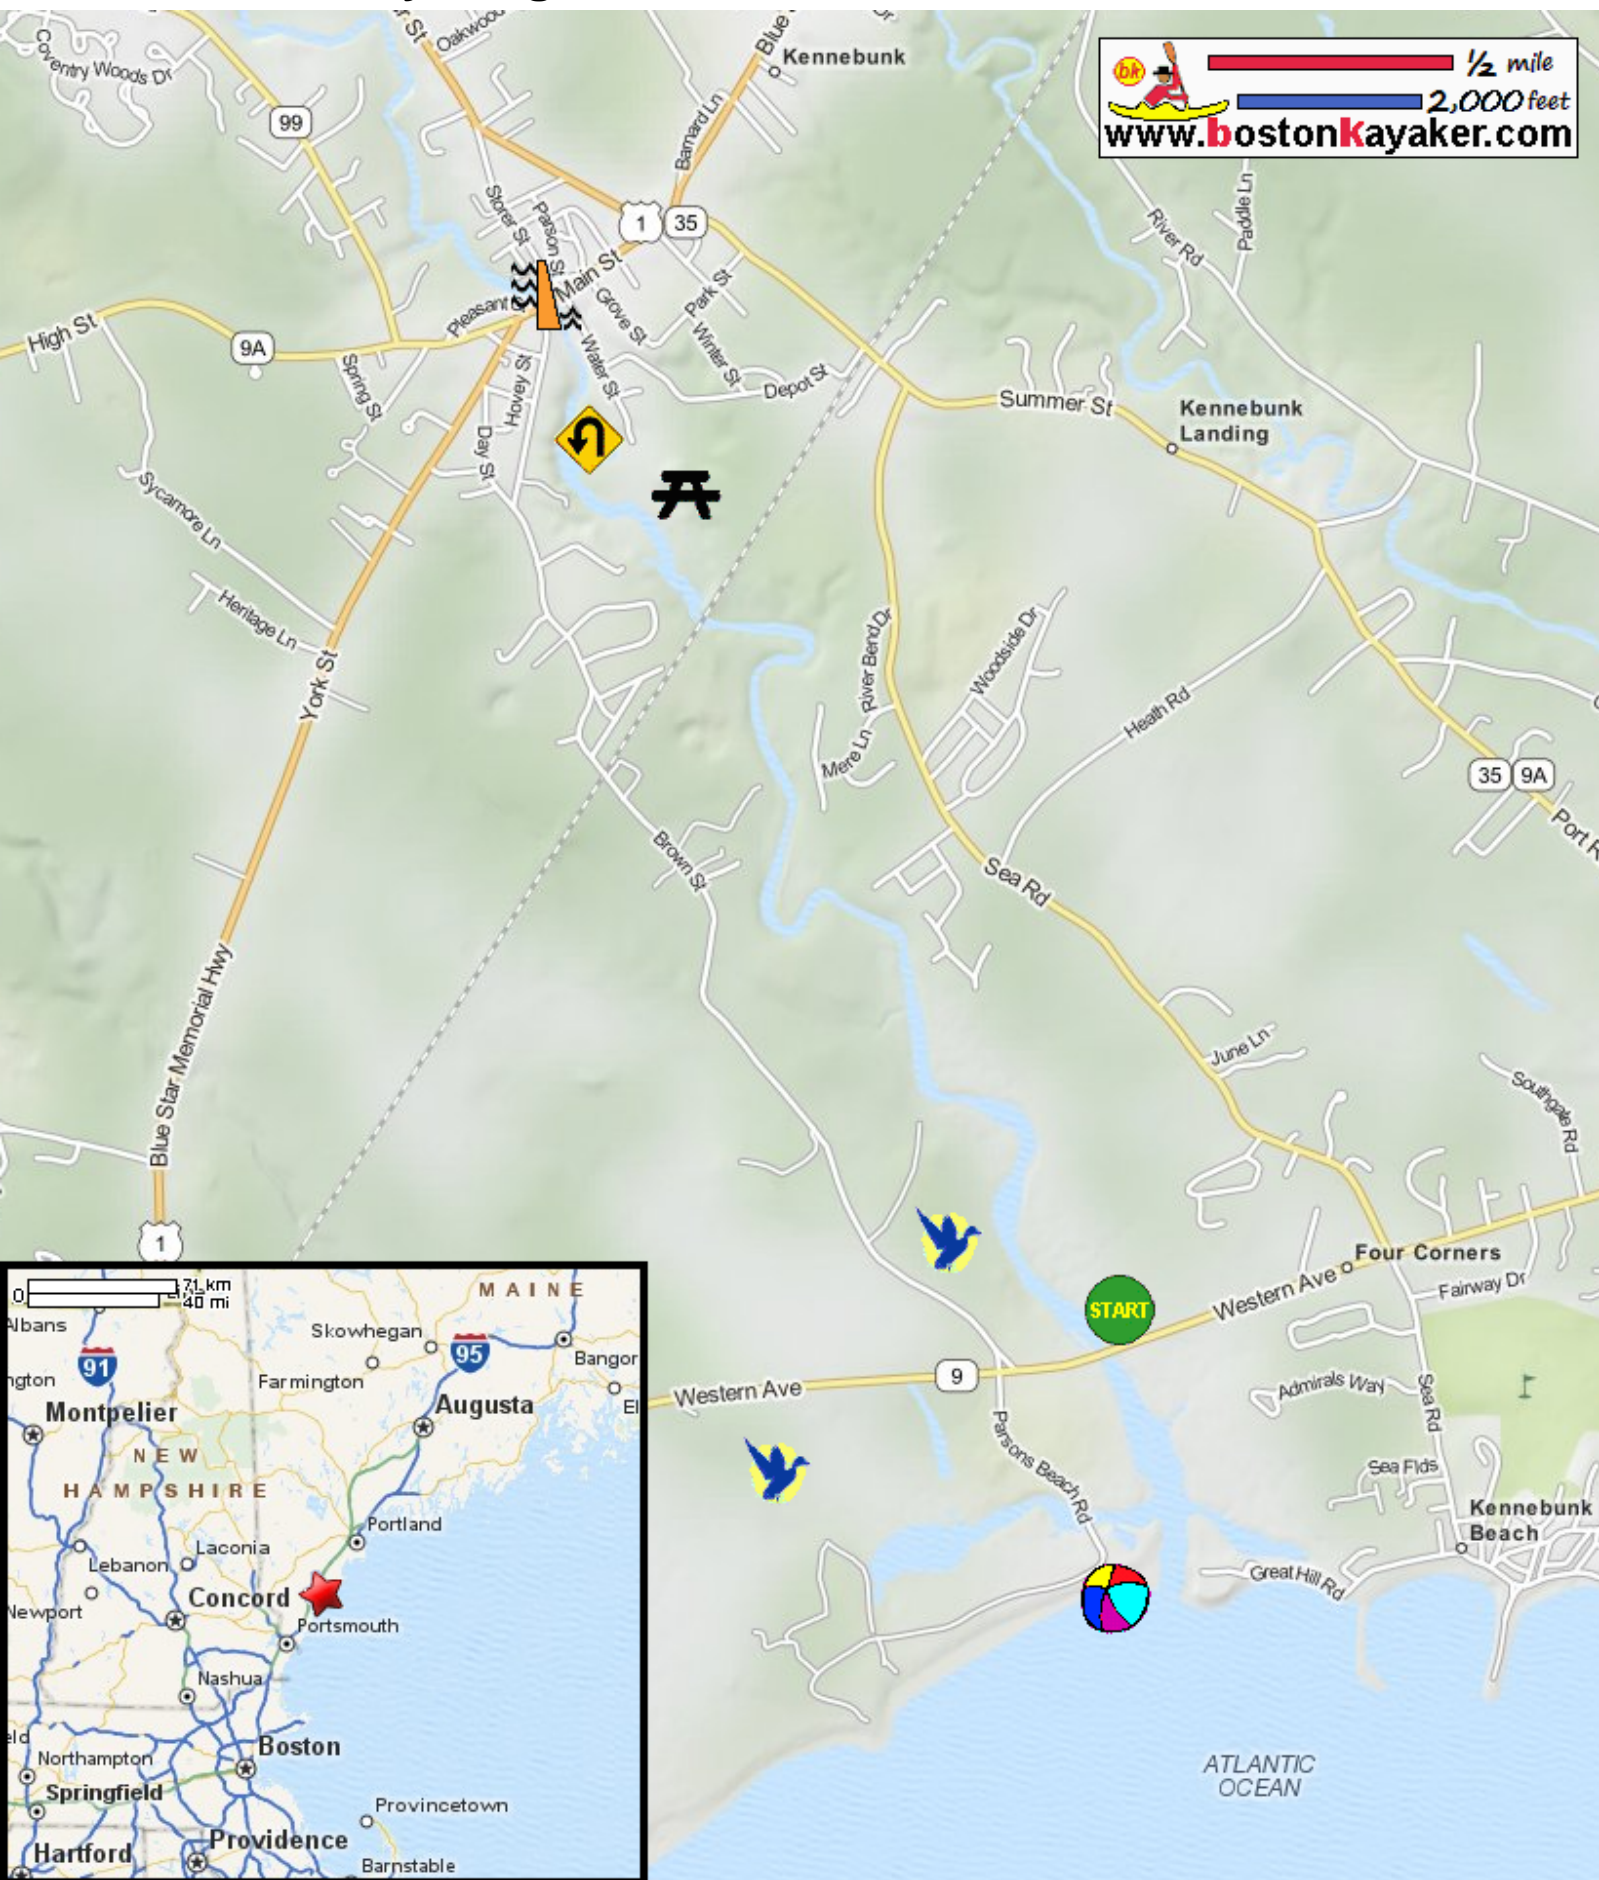 Coventry Woods Dr
Oakwood
Blue
Kennebunk
½ mile
2,000 feet
bk
www.bostonkayaker.com
99
Barnard Ln
Storer St
Parson St
1
35
Main St
River Rd
Paddle Ln
Pleasant
Grove St
Park St
High St
9A
Water St
Winter St
Depot St
Spring St
Hovey St
Day St
Summer St
Kennebunk
Landing
Sycamore Ln
Heritage Ln
York St
River Bend Dr
Woodside Dr
Mere Ln
Heath Rd
35
9A
Port R
Brown St
Sea Rd
Blue Star Memorial Hwy
June Ln
Southgate Rd
1
START
Four Corners
Western Ave
Fairway Dr
9
Western Ave
Admirals Way
Sea Rd
Parsons Beach Rd
Sea Flds
Kennebunk
Beach
Great Hill Rd
ATLANTIC
OCEAN
0
71 km
40 mi
MAINE
Albans
Skowhegan
91
95
Bangor
ngton
Farmington
El
Montpelier
Augusta
NEW
HAMPSHIRE
Portland
Lebanon
Laconia
Newport
Concord
Portsmouth
Nashua
eld
Northampton
Boston
Springfield
Provincetown
Hartford
Providence
Barnstable